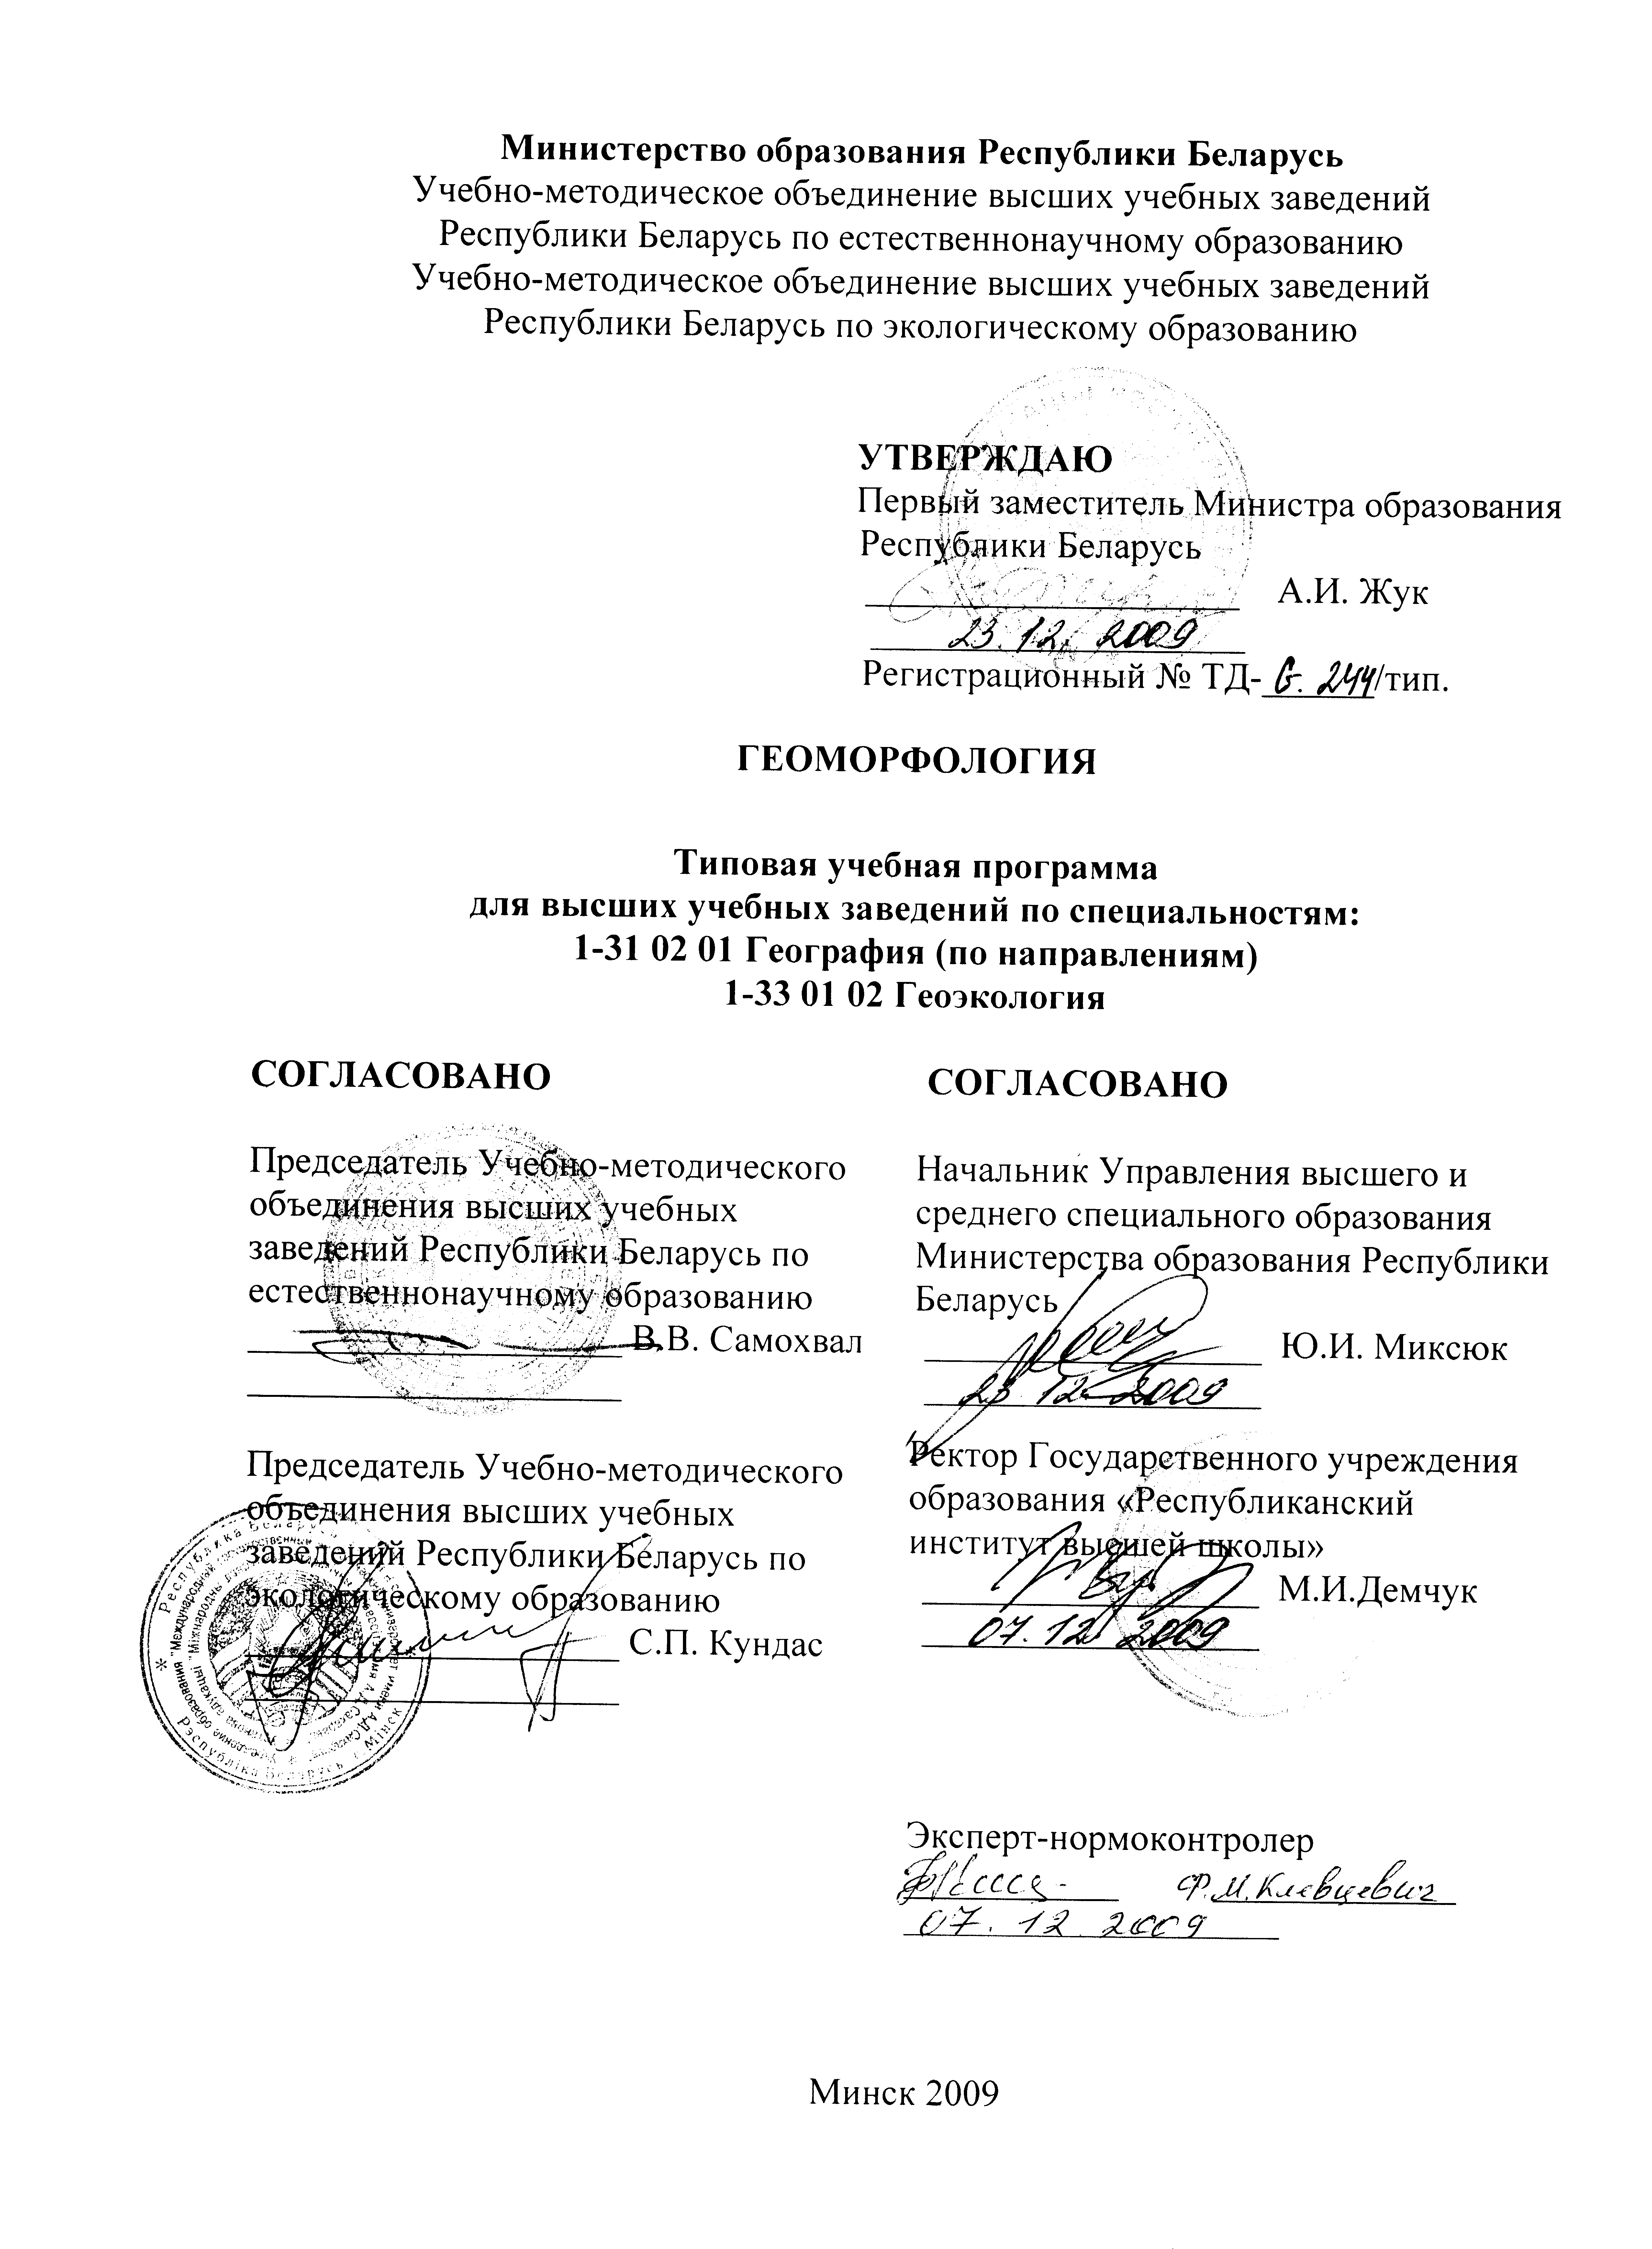 Министерство образования Республики Беларусь
Учебно-методическое объединение высших учебных заведений
Республики Беларусь по естественнонаучному образованию
Учебно-методическое объединение высших учебных заведений
Республики Беларусь по экологическому образованию
УТВЕРЖДАЮ
Первый заместитель Министра образования
Республики Беларусь
А.И. Жук
23.12. 2009
Регистрационный № ТД-G. 244/тип.
ГЕОМОРФОЛОГИЯ
Типовая учебная программа
для высших учебных заведений по специальностям:
1-31 02 01 География (по направлениям)
1-33 01 02 Геоэкология
СОГЛАСОВАНО
Председатель Учебно-методического
объединения высших учебных
заведений Республики Беларусь по
естественнонаучному образованию
В.В. Самохвал
Председатель Учебно-методического
объединения высших учебных
заведений Республики Беларусь по
экологическому образованию
С.П. Кундас
СОГЛАСОВАНО
Начальник Управления высшего и
среднего специального образования
Министерства образования Республики
Беларусь
Ю.И. Миксюк
23 12 2009
Ректор Государственного учреждения
образования «Республиканский
институт высшей школы»
М.И.Демчук
07.12 2009
Эксперт-нормоконтролер
07. 12 2009
Минск 2009